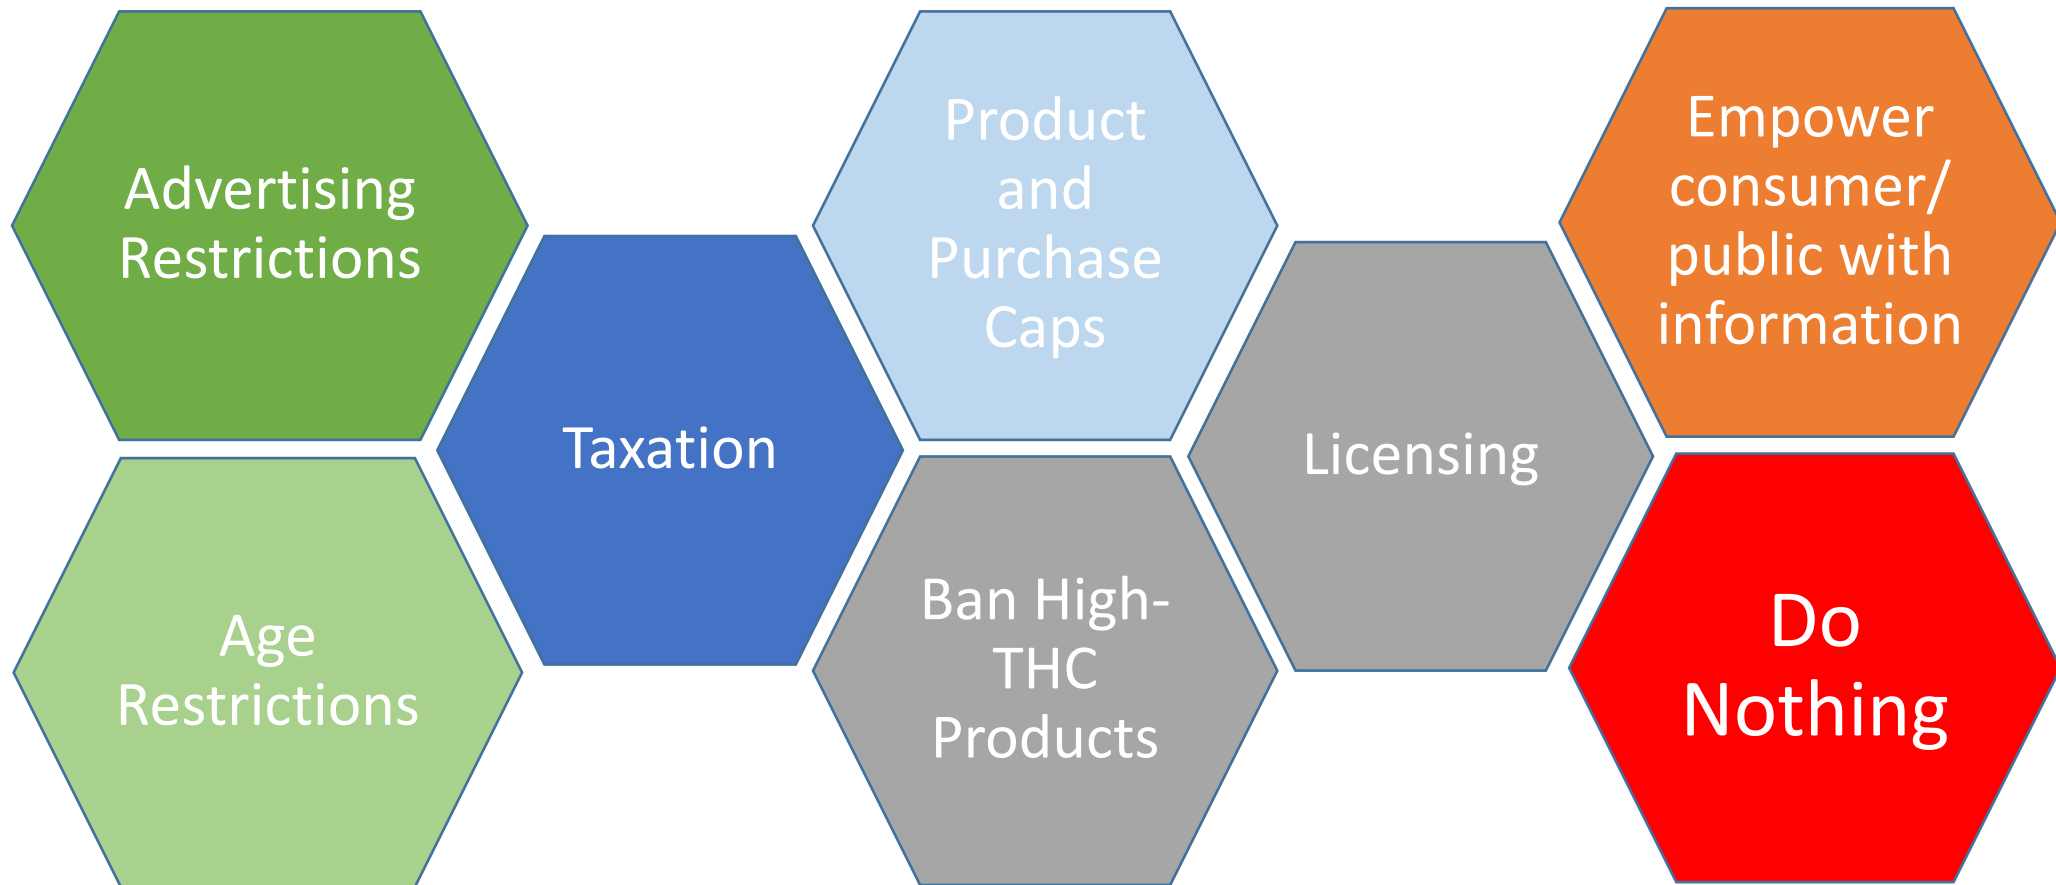 Advertising
Restrictions
Age
Restrictions
Taxation
Product
and
Purchase
Caps
Ban High-
THC
Products
Licensing
Empower
consumer/
public with
information
Do
Nothing